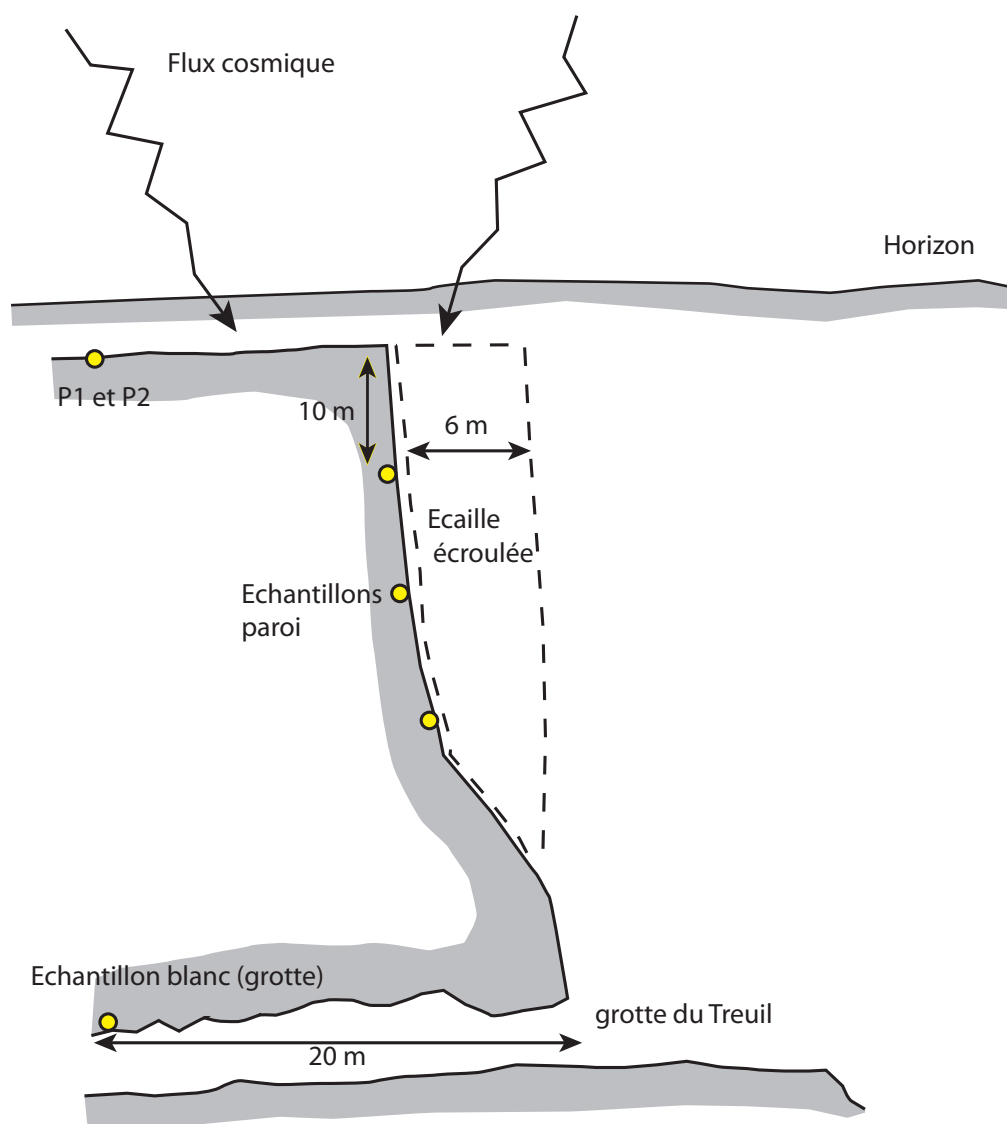 Flux cosmique
Horizon
P1 et P2
10 m
6 m
Ecaille
écroulée
Echantillons
paroi
Echantillon blanc (grotte)
grotte du Treuil
20 m